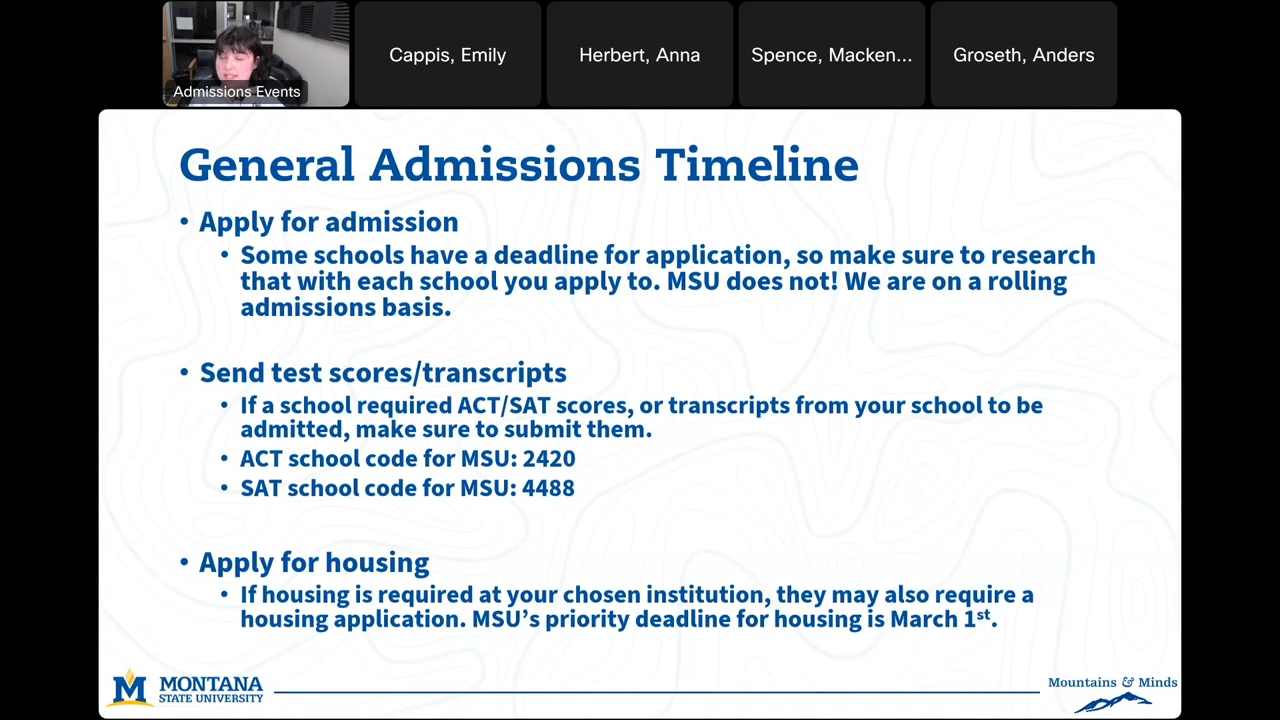 Admissions Events
Cappis, Emily
Herbert, Anna
Spence, Macken...
Groseth, Anders
General Admissions Timeline
• Apply for admission
• Some schools have a deadline for application, so make sure to research
that with each school you apply to. MSU does not! We are on a rolling
admissions basis.
• Send test scores/transcripts
• If a school required ACT/SAT scores, or transcripts from your school to be
admitted, make sure to submit them.
• ACT school code for MSU: 2420
• SAT school code for MSU: 4488
• Apply for housing
• If housing is required at your chosen institution, they may also require a
housing application. MSU’s priority deadline for housing is March 1st.
M MONTANA
STATE UNIVERSITY
Mountains & Minds